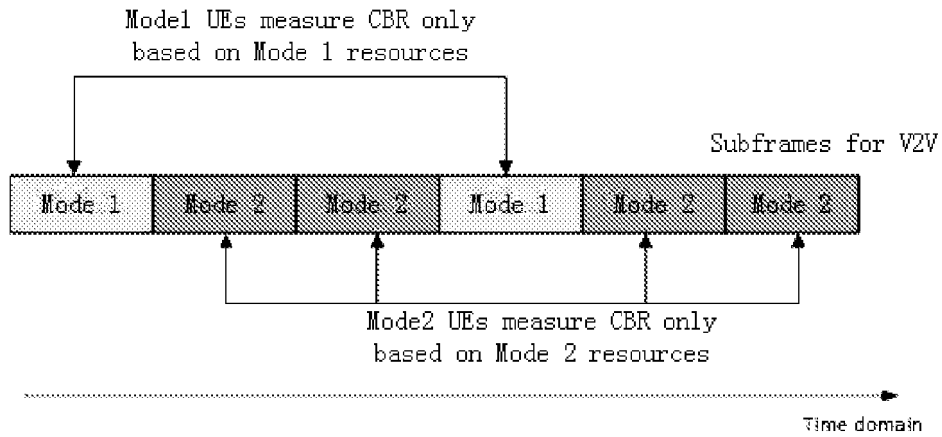 Mode1 UEs measure CBR only
based on Mode 1 resources
Subframes for V2V
Mode 1 Mode 2 Mode 2 Mode 1 Mode 2 Mode 2
Mode2 UEs measure CBR only
based on Mode 2 resources
Time domain